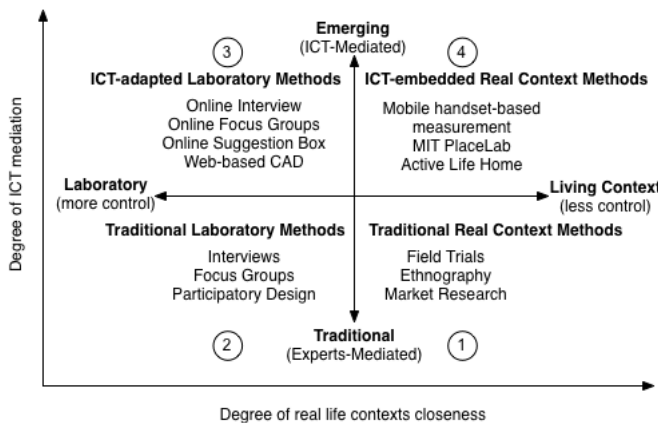 Emerging
(ICT-Mediated)
3
4
ICT-adapted Laboratory Methods
ICT-embedded Real Context Methods
Online Interview
Online Focus Groups
Online Suggestion Box
Web-based CAD
Mobile handset-based
measurement
MIT PlaceLab
Active Life Home
Degree of ICT mediation
Laboratory
(more control)
Living Context
(less control)
Traditional Laboratory Methods
Traditional Real Context Methods
Interviews
Focus Groups
Participatory Design
Field Trials
Ethnography
Market Research
2
Traditional
(Experts-Mediated)
1
Degree of real life contexts closeness